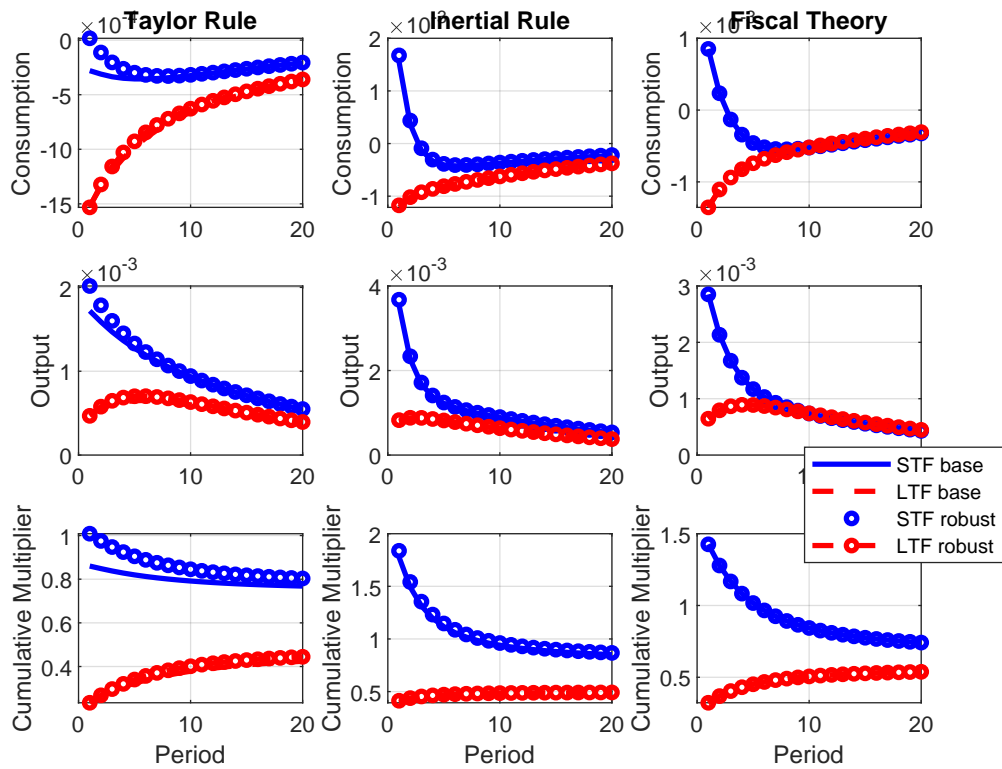 Taylor Rule
Inertial Rule
Fiscal Theory
Consumption
0
-5
-10
-15
0 10 20
Consumption
2
1
0
-1
0 10 20
Consumption
1
0
-1
0 10 20
Output
×10-3
2
1
0
0 10 20
Output
×10-3
4
2
0
0 10 20
Output
×10-3
3
2
1
0
0 20
STF base
LTF base
STF robust
LTF robust
Cumulative Multiplier
1
0.8
0.6
0.4
0 10 20
Period
Cumulative Multiplier
2
1.5
1
0.5
0 10 20
Period
Cumulative Multiplier
1.5
1
0.5
0 10 20
Period